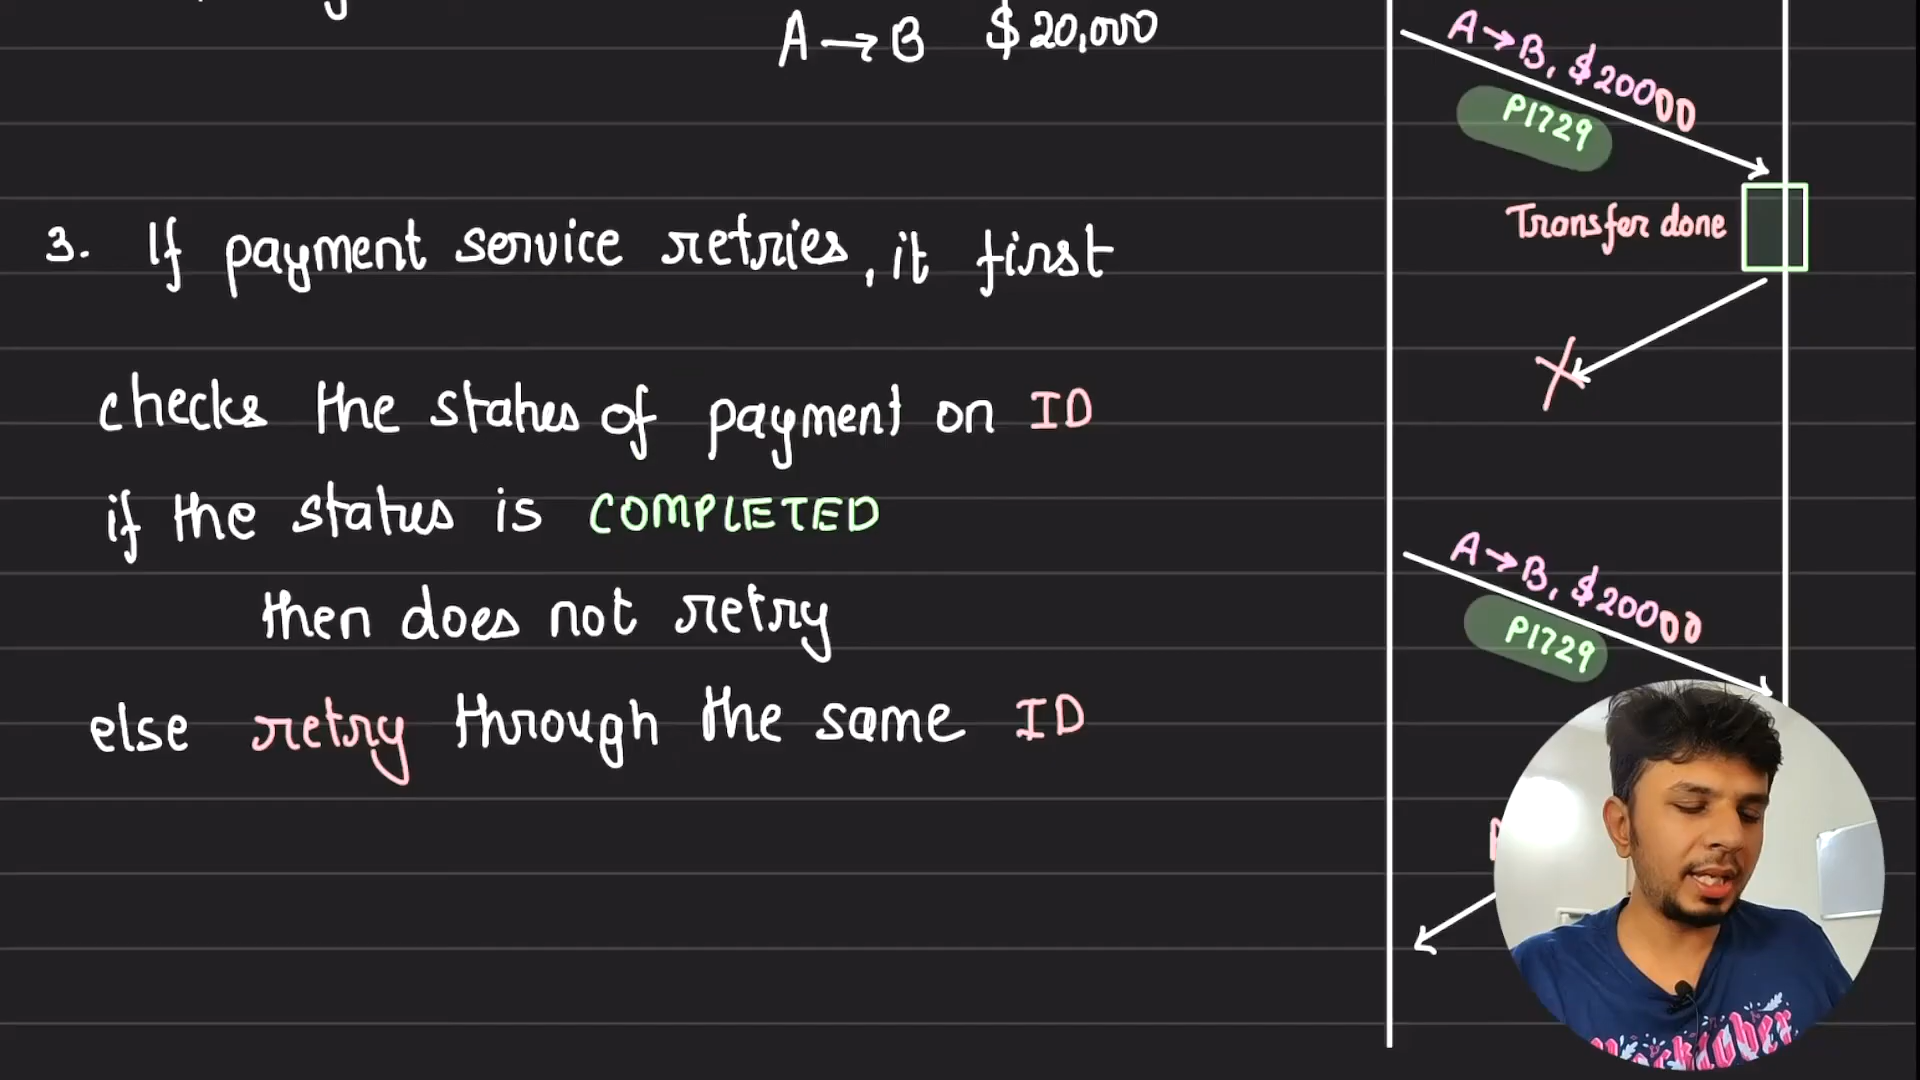 A → B $20,000
3. If payment service retries, it first
checks the status of payment on ID
if the status is COMPLETED
then does not retry
else retry through the same ID
A→B, $20000
P1729
Transfer done
A→B, $20000
P1729